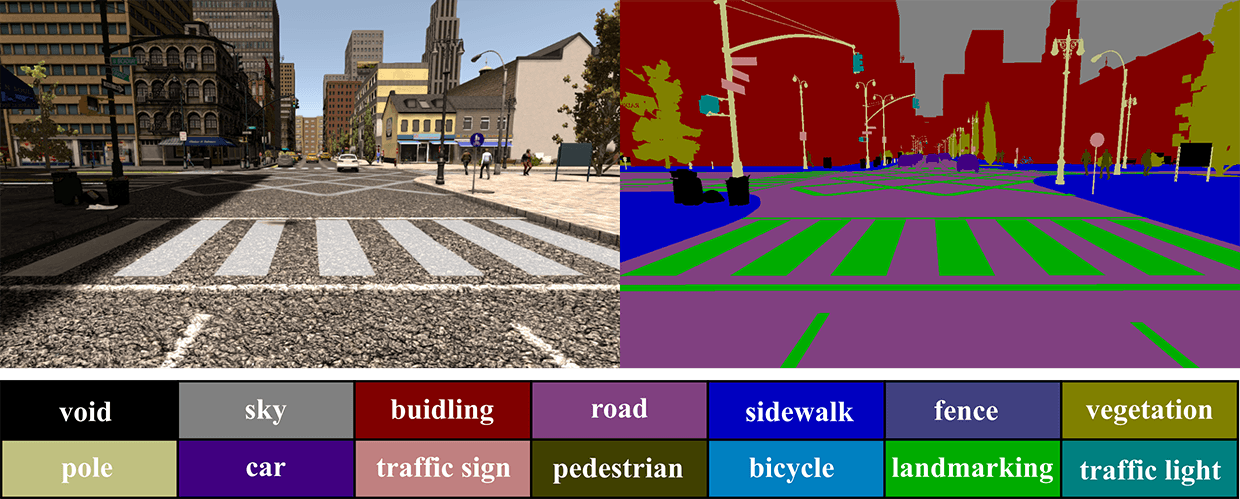 void
sky
buidling
road
sidewalk
fence
vegetation
pole
car
traffic sign
pedestrian
bicycle
landmarking
traffic light